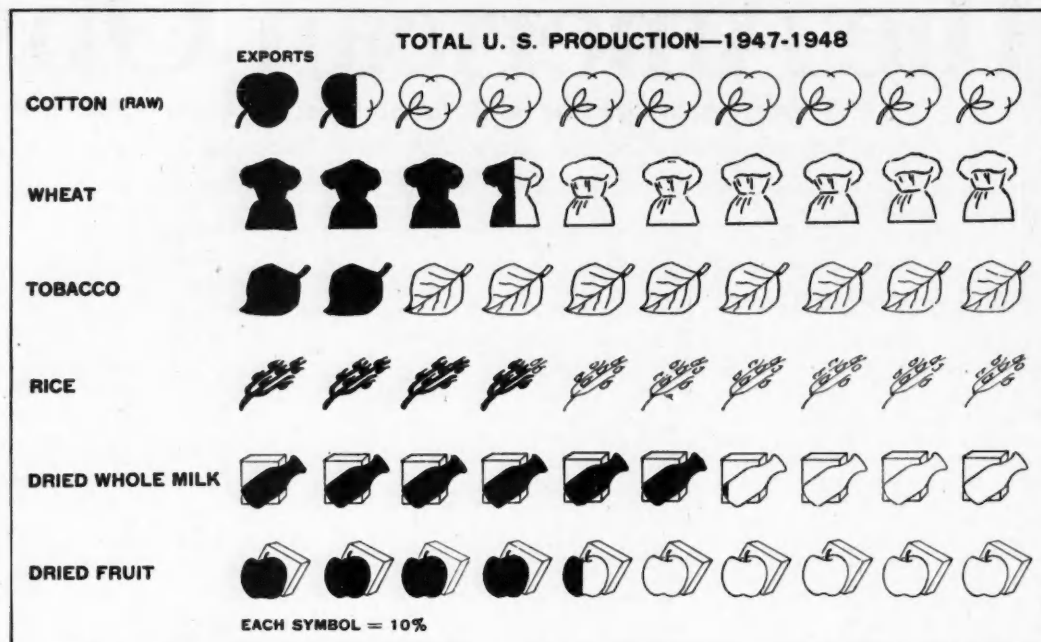 TOTAL U. S. PRODUCTION—1947-1948
EXPORTS
COTTON (RAW)
WHEAT
TOBACCO
RICE
DRIED WHOLE MILK
DRIED FRUIT
EACH SYMBOL = 10%